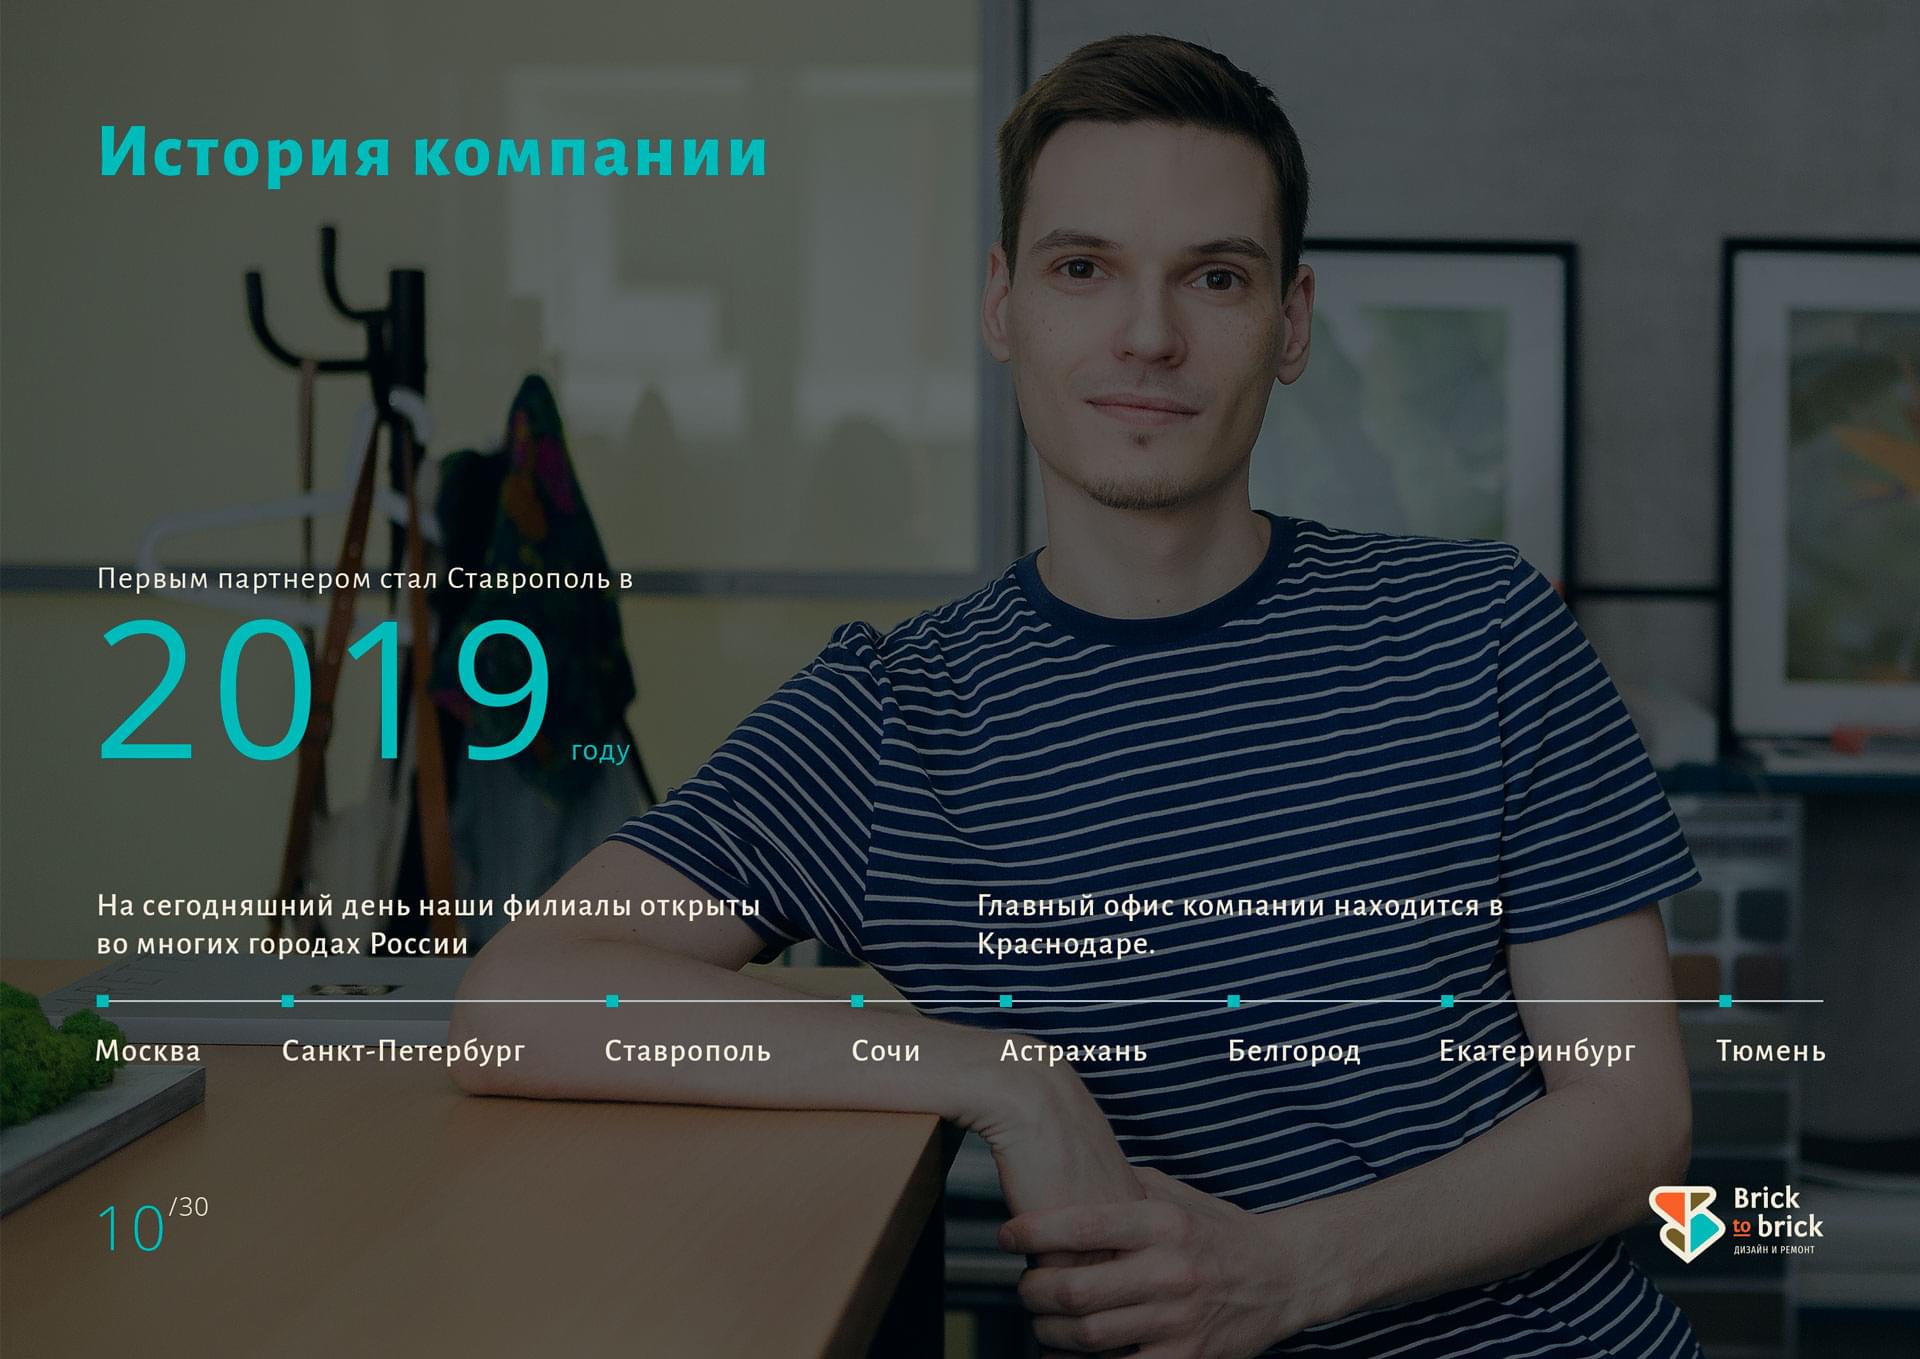 История компании
Первым партнером стал Ставрополь в
2019 году
На сегодняшний день наши филиалы открыты
во многих городах России
Главный офис компании находится в
Краснодаре.
Москва Санкт-Петербург Ставрополь Сочи Астрахань Белгород Екатеринбург Тюмень
10/30
Brick
to brick
ДИЗАЙН И РЕМОНТ